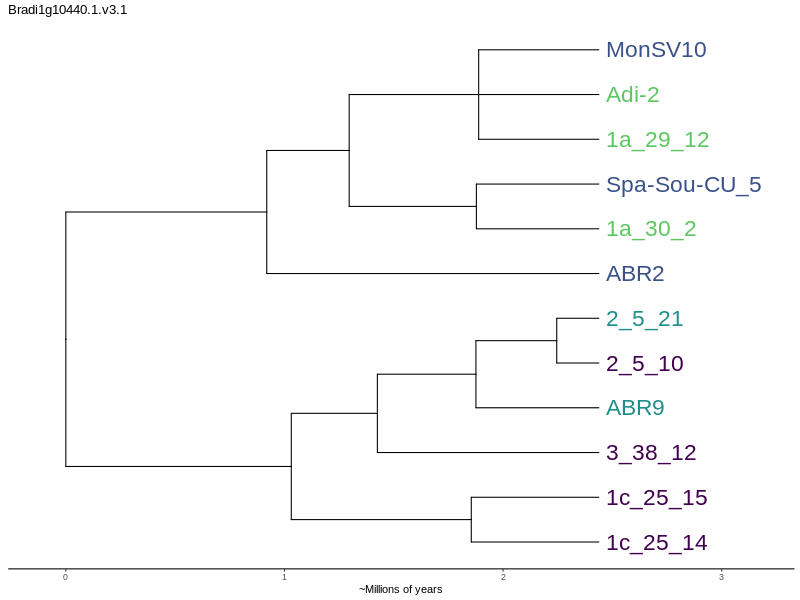 Bradi1g10440.1.v3.1
MonSV10
Adi-2
1a_29_12
Spa-Sou-CU_5
1a_30_2
ABR2
2_5_21
2_5_10
ABR9
3_38_12
1c_25_15
1c_25_14
0 1 2 3
~Millions of years